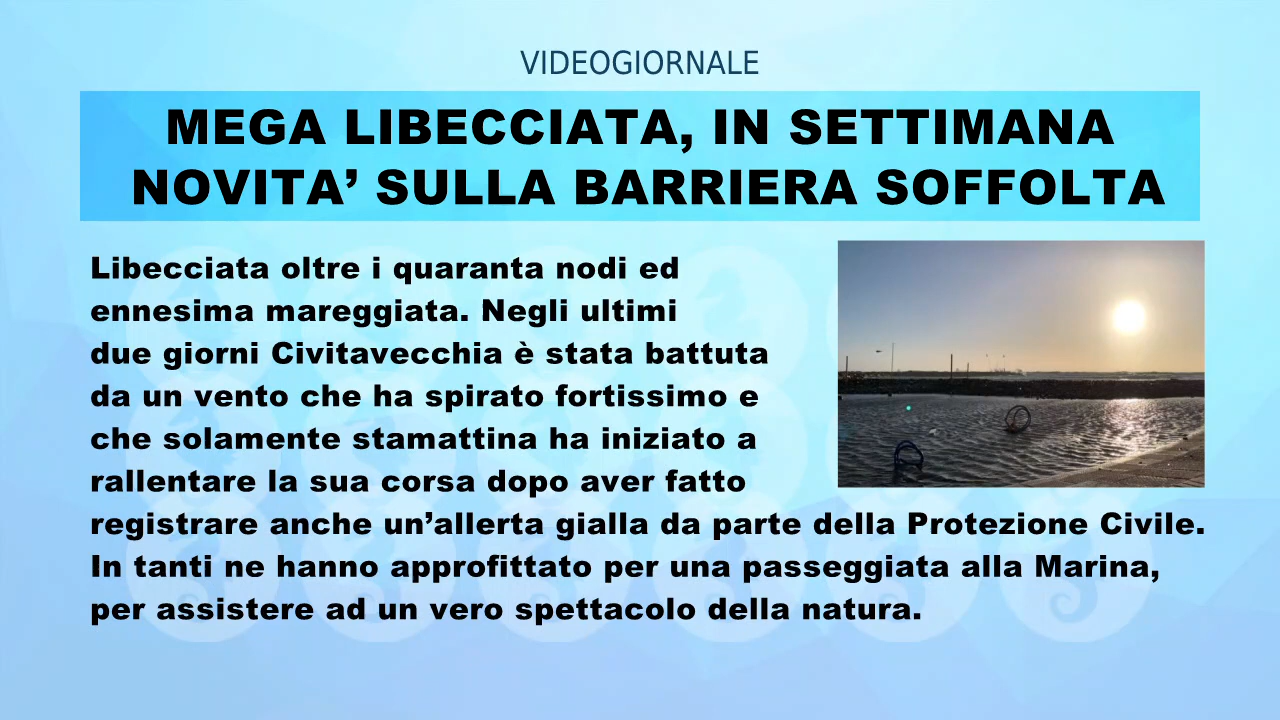 VIDEOGIORNALE
MEGA LIBECCIATA, IN SETTIMANA
NOVITA’ SULLA BARRIERA SOFFOLTA
Libecciata oltre i quaranta nodi ed
ennesima mareggiata. Negli ultimi
due giorni Civitavecchia è stata battuta
da un vento che ha spirato fortissimo e
che solamente stamattina ha iniziato a
rallentare la sua corsa dopo aver fatto
registrare anche un’allerta gialla da parte della Protezione Civile.
In tanti ne hanno approfittato per una passeggiata alla Marina,
per assistere ad un vero spettacolo della natura.